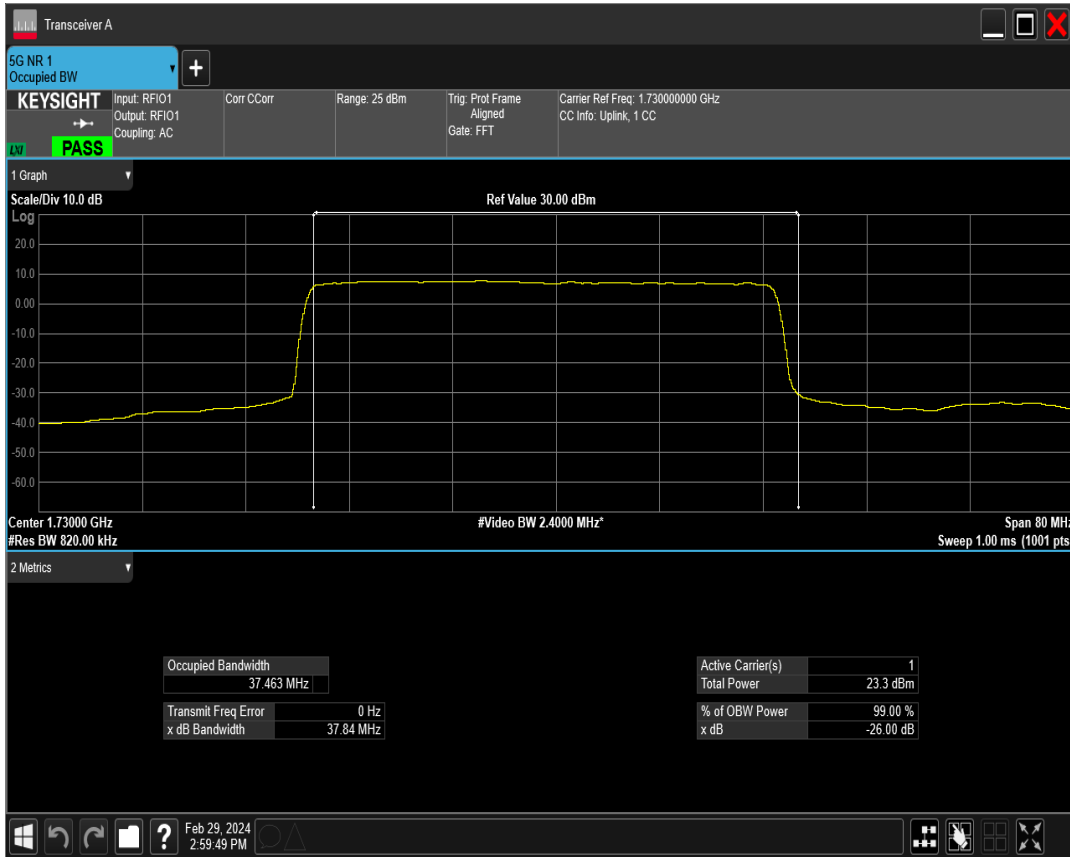 Transceiver A
5G NR 1
Occupied BW
KEYSIGHT
Input: RFIO1
Output: RFIO1
Coupling: AC
Corr CCorr
Range: 25 dBm
Trig: Prot Frame
Aligned
Gate: FFT
Carrier Ref Freq: 1.730000000 GHz
CC Info: Uplink, 1 CC
LXI
PASS
1 Graph
Scale/Div 10.0 dB
Ref Value 30.00 dBm
Log
20.0
10.0
0.00
-10.0
-20.0
-30.0
-40.0
-50.0
-60.0
Center 1.73000 GHz
#Video BW 2.4000 MHz*
Span 80 MHz
#Res BW 820.00 kHz
Sweep 1.00 ms (1001 pts
2 Metrics
Occupied Bandwidth
37.463 MHz
Transmit Freq Error 0 Hz
x dB Bandwidth 37.84 MHz
Active Carrier(s) 1
Total Power 23.3 dBm
% of OBW Power 99.00 %
x dB -26.00 dB
?
Feb 29, 2024
2:59:49 PM